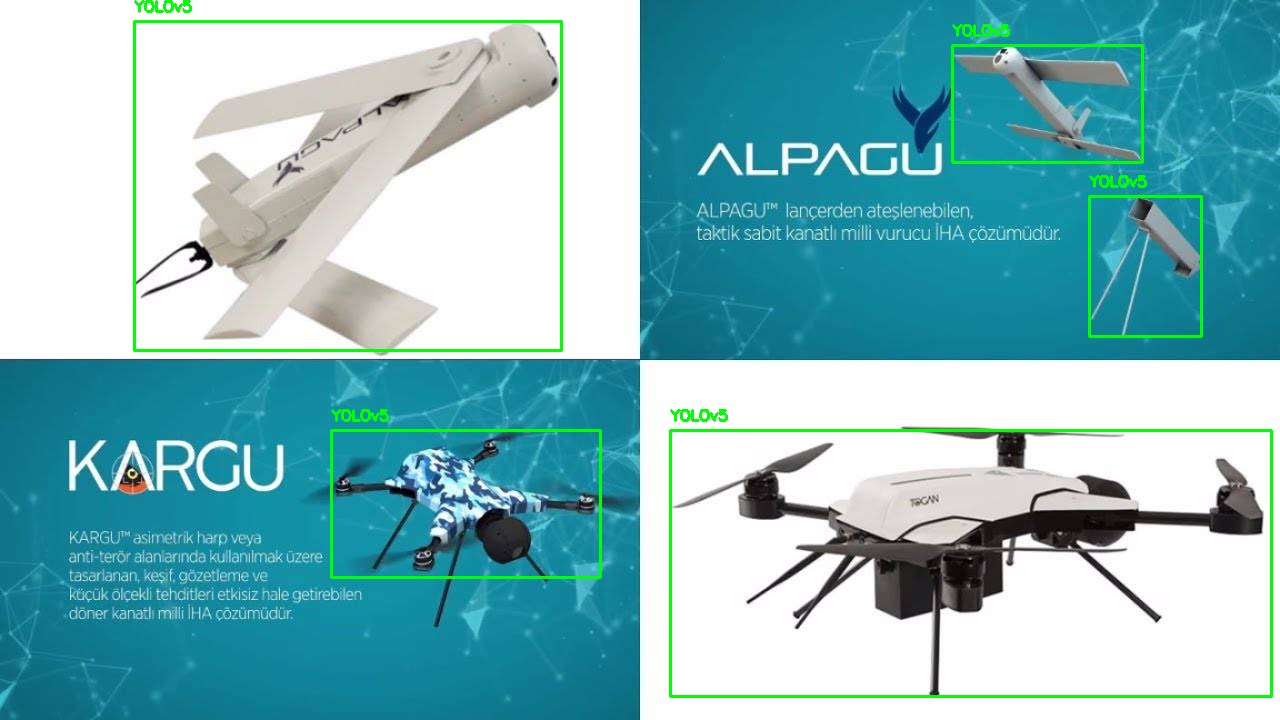 YOLOv5
ALPAGU
YOLOv5
ALPAGU
ALPAGU™ lançerden ateşlenebilen,
taktik sabit kanatlı milli vurucu İHA çözümüdür.
YOLOv5
YOLOv5
KARGU
KARGU™ asimetrik harp veya
anti-terör alanlarında kullanılmak üzere
tasarlanan, keşif, gözetleme ve
küçük ölçekli tehditleri etkisiz hale getirebilen
döner kanatlı milli İHA çözümüdür.
YOLOv5
TOGAN